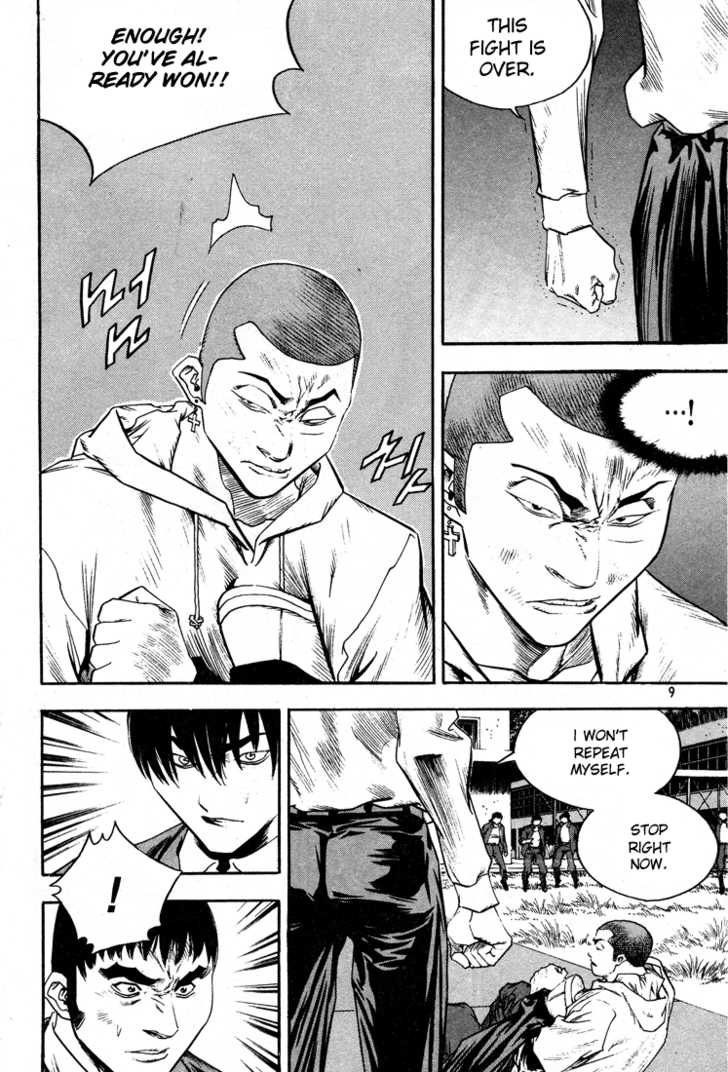 ENOUGH!
YOU'VE AL-
READY WON!!
THIS
FIGHT IS
OVER.
...!
9
!
I WON'T
REPEAT
MYSELF.
STOP
RIGHT
NOW.